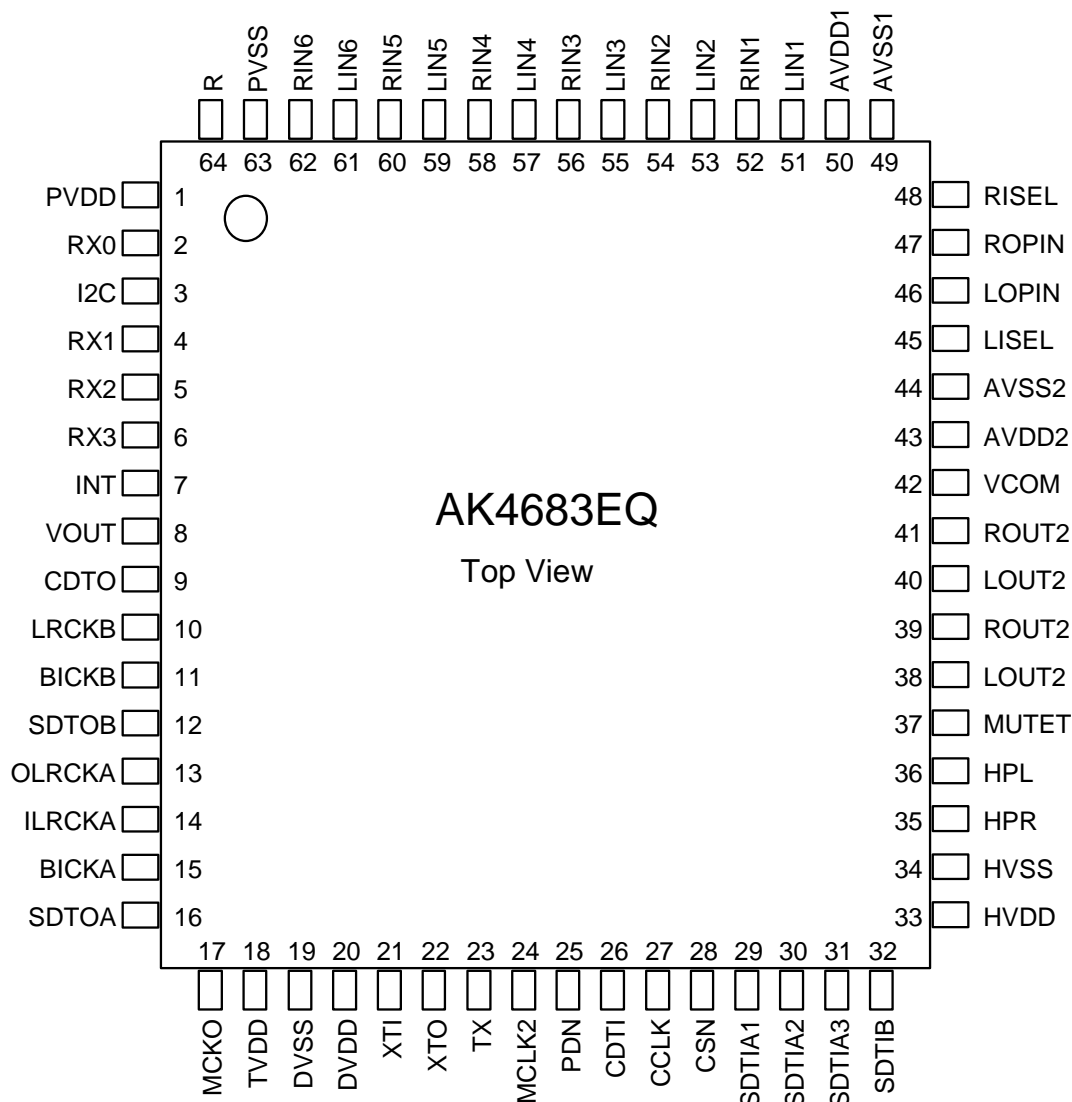 R
PVSS
RIN6
LIN6
RIN5
LIN5
RIN4
LIN4
RIN3
LIN3
RIN2
LIN2
RIN1
LIN1
AVDD1
AVSS1
64 63 62 61 60 59 58 57 56 55 54 53 52 51 50 49
PVDD 1
RX0 2
I2C 3
RX1 4
RX2 5
RX3 6
INT 7
VOUT 8
CDTO 9
LRCKB 10
BICKB 11
SDTOB 12
OLRCKA 13
ILRCKA 14
BICKA 15
SDTOA 16
AK4683EQ
Top View
48 RISEL
47 ROPIN
46 LOPIN
45 LISEL
44 AVSS2
43 AVDD2
42 VCOM
41 ROUT2
40 LOUT2
39 ROUT2
38 LOUT2
37 MUTET
36 HPL
35 HPR
34 HVSS
33 HVDD
17 18 19 20 21 22 23 24 25 26 27 28 29 30 31 32
MCKO
TVDD
DVSS
DVDD
XTI
XTO
TX
MCLK2
PDN
CDTI
CCLK
CSN
SDTIA1
SDTIA2
SDTIA3
SDTIB